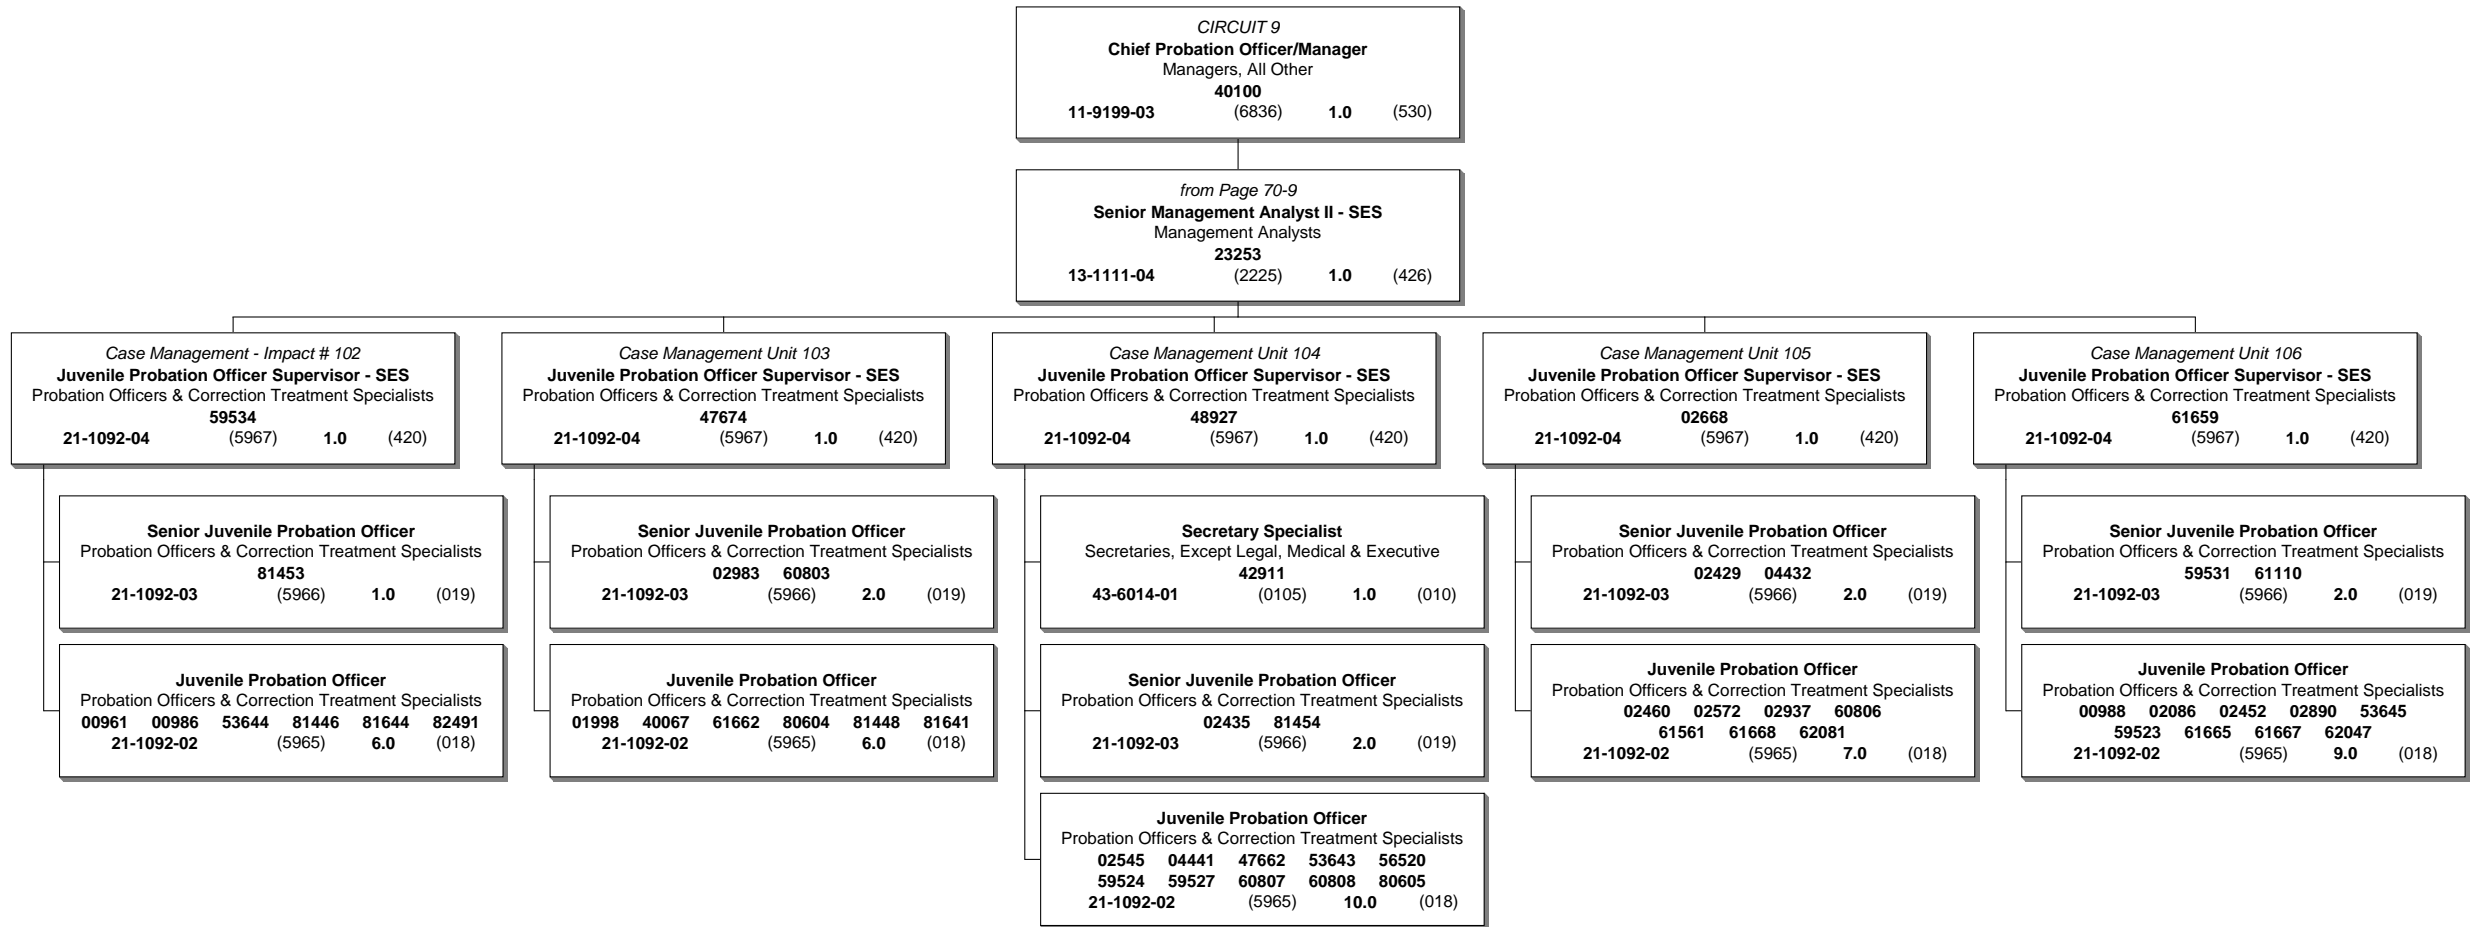 CIRCUIT 9
Chief Probation Officer/Manager
Managers, All Other
40100
11-9199-03 (6836) 1.0 (530)
from Page 70-9
Senior Management Analyst II - SES
Management Analysts
23253
13-1111-04 (2225) 1.0 (426)
Case Management - Impact # 102
Juvenile Probation Officer Supervisor - SES
Probation Officers & Correction Treatment Specialists
59534
21-1092-04 (5967) 1.0 (420)
Senior Juvenile Probation Officer
Probation Officers & Correction Treatment Specialists
81453
21-1092-03 (5966) 1.0 (019)
Juvenile Probation Officer
Probation Officers & Correction Treatment Specialists
00961 00986 53644 81446 81644 82491
21-1092-02 (5965) 6.0 (018)
Case Management Unit 103
Juvenile Probation Officer Supervisor - SES
Probation Officers & Correction Treatment Specialists
47674
21-1092-04 (5967) 1.0 (420)
Senior Juvenile Probation Officer
Probation Officers & Correction Treatment Specialists
02983 60803
21-1092-03 (5966) 2.0 (019)
Juvenile Probation Officer
Probation Officers & Correction Treatment Specialists
01998 40067 61662 80604 81448 81641
21-1092-02 (5965) 6.0 (018)
Case Management Unit 104
Juvenile Probation Officer Supervisor - SES
Probation Officers & Correction Treatment Specialists
48927
21-1092-04 (5967) 1.0 (420)
Secretary Specialist
Secretaries, Except Legal, Medical & Executive
42911
43-6014-01 (0105) 1.0 (010)
Senior Juvenile Probation Officer
Probation Officers & Correction Treatment Specialists
02435 81454
21-1092-03 (5966) 2.0 (019)
Juvenile Probation Officer
Probation Officers & Correction Treatment Specialists
02545 04441 47662 53643 56520
59524 59527 60807 60808 80605
21-1092-02 (5965) 10.0 (018)
Case Management Unit 105
Juvenile Probation Officer Supervisor - SES
Probation Officers & Correction Treatment Specialists
02668
21-1092-04 (5967) 1.0 (420)
Senior Juvenile Probation Officer
Probation Officers & Correction Treatment Specialists
02429 04432
21-1092-03 (5966) 2.0 (019)
Juvenile Probation Officer
Probation Officers & Correction Treatment Specialists
02460 02572 02937 60806
61561 61668 62081
21-1092-02 (5965) 7.0 (018)
Case Management Unit 106
Juvenile Probation Officer Supervisor - SES
Probation Officers & Correction Treatment Specialists
61659
21-1092-04 (5967) 1.0 (420)
Senior Juvenile Probation Officer
Probation Officers & Correction Treatment Specialists
59531 61110
21-1092-03 (5966) 2.0 (019)
Juvenile Probation Officer
Probation Officers & Correction Treatment Specialists
00988 02086 02452 02890 53645
59523 61665 61667 62047
21-1092-02 (5965) 9.0 (018)